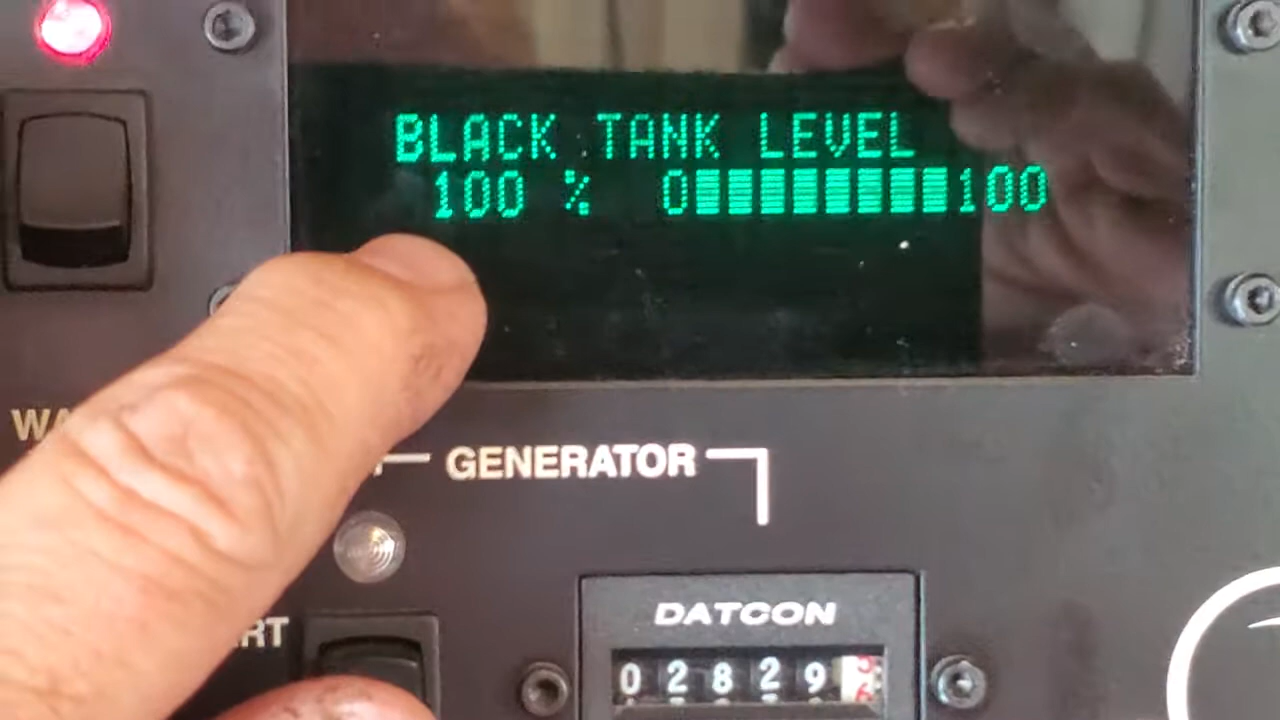 BLACK TANK LEVEL
100 % 0 100
GENERATOR
DATCON
02829